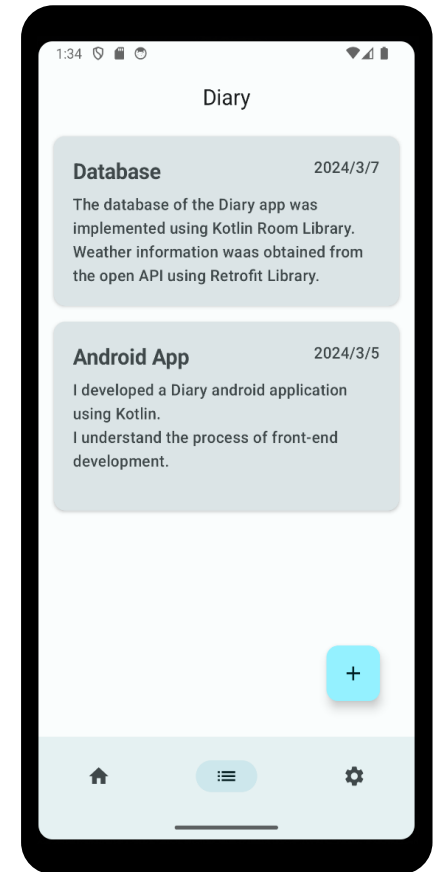 1:34
Diary
Database
2024/3/7
The database of the Diary app was
implemented using Kotlin Room Library.
Weather information waas obtained from
the open API using Retrofit Library.
Android App
2024/3/5
I developed a Diary android application
using Kotlin.
I understand the process of front-end
development.
+